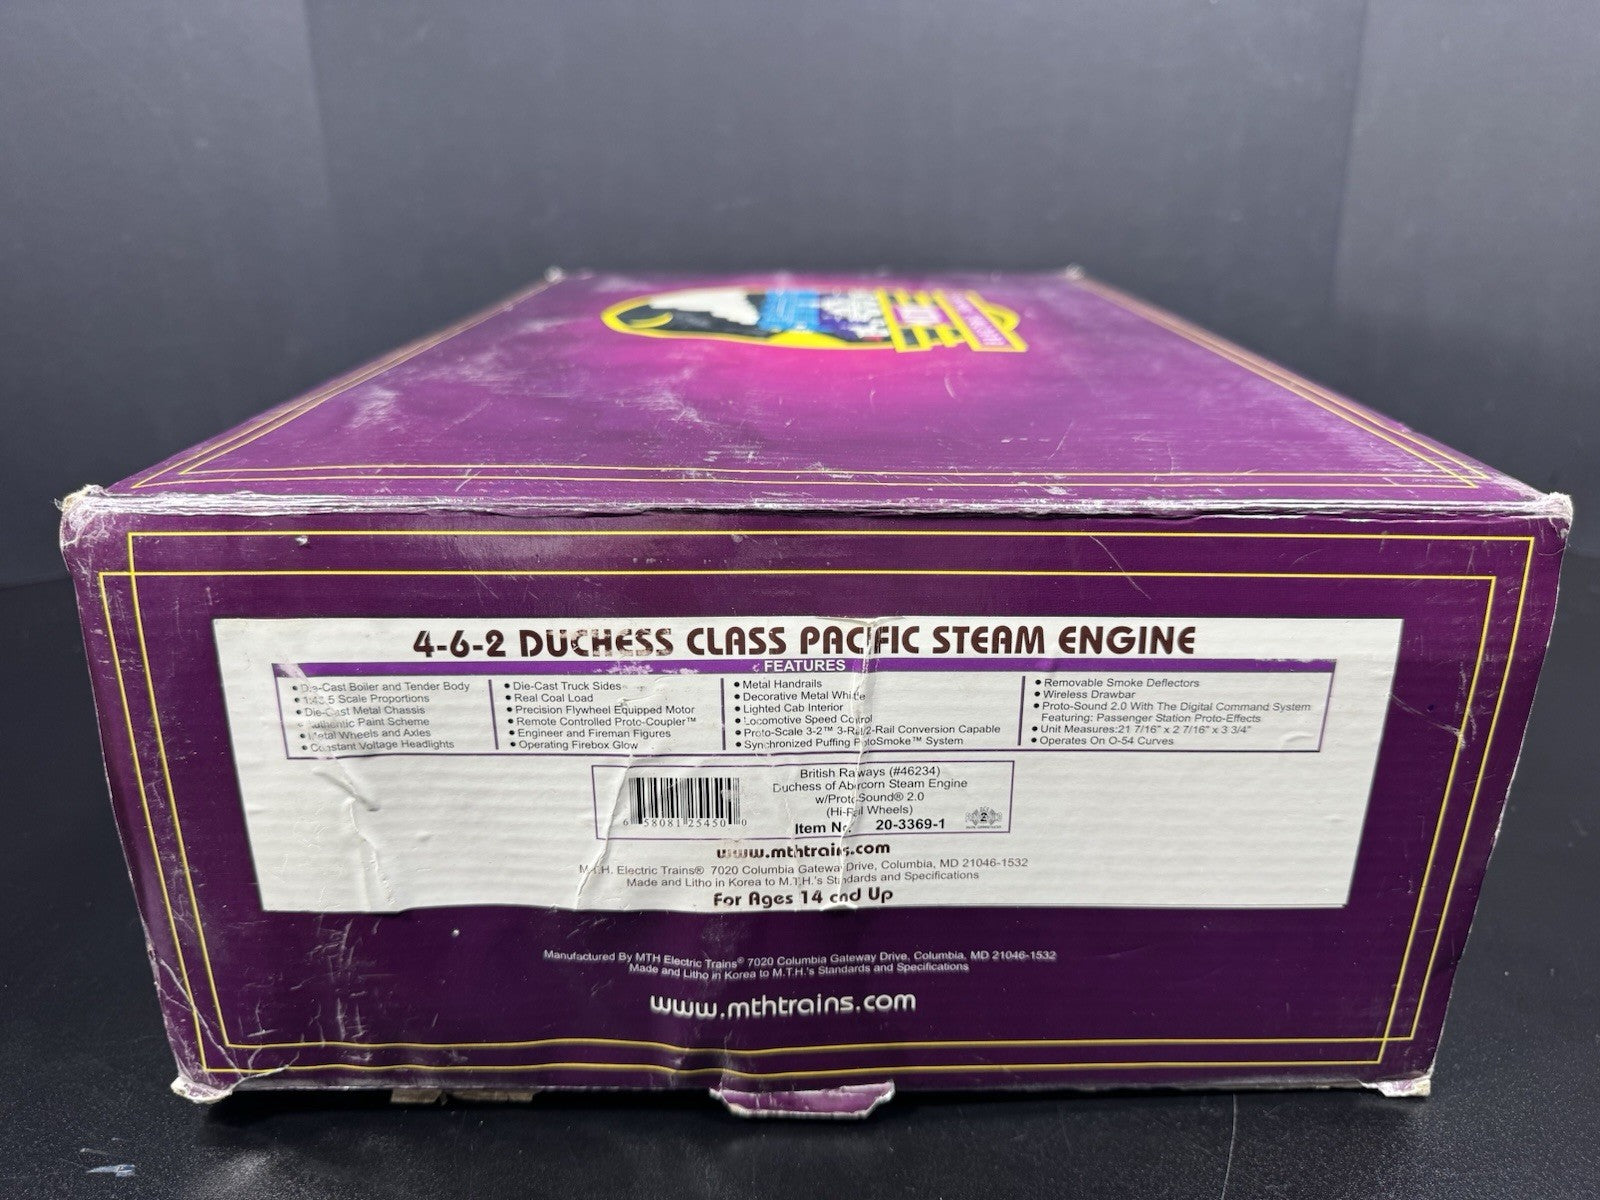 4-6-2 DUCHESS CLASS PACIFIC STEAM ENGINE
FEATURES
• Die-Cast Boiler and Tender Body
• 1:43.5 Scale Proportions
• Die-Cast Metal Chassis
• Authentic Paint Scheme
• Metal Wheels and Axles
• Constant Voltage Headlights
• Die-Cast Truck Sides
• Real Coal Load
• Precision Flywheel Equipped Motor
• Remote Controlled Proto-Coupler™
• Engineer and Fireman Figures
• Operating Firebox Glow
• Metal Handrails
• Decorative Metal Whistle
• Lighted Cab Interior
• Locomotive Speed Control
• Proto-Scale 3-2™ 3-Rail/2-Rail Conversion Capable
• Synchronized Puffing ProtoSmoke™ System
• Removable Smoke Deflectors
• Wireless Drawbar
• Proto-Sound 2.0 With The Digital Command System
Featuring: Passenger Station Proto-Effects
• Unit Measures:21 7/16" x 2 7/16" x 3 3/4"
• Operates On O-54 Curves
British Railways (#46234)
Duchess of Abercorn Steam Engine
w/Proto-Sound® 2.0
(Hi-Rail Wheels)
Item No. 20-3369-1
6 58081 25450 0
www.mthtrains.com
M.T.H. Electric Trains® 7020 Columbia Gateway Drive, Columbia, MD 21046-1532
Made and Litho in Korea to M.T.H.'s Standards and Specifications
For Ages 14 and Up
Manufactured By MTH Electric Trains® 7020 Columbia Gateway Drive, Columbia, MD 21046-1532
Made and Litho in Korea to M.T.H.'s Standards and Specifications
www.mthtrains.com